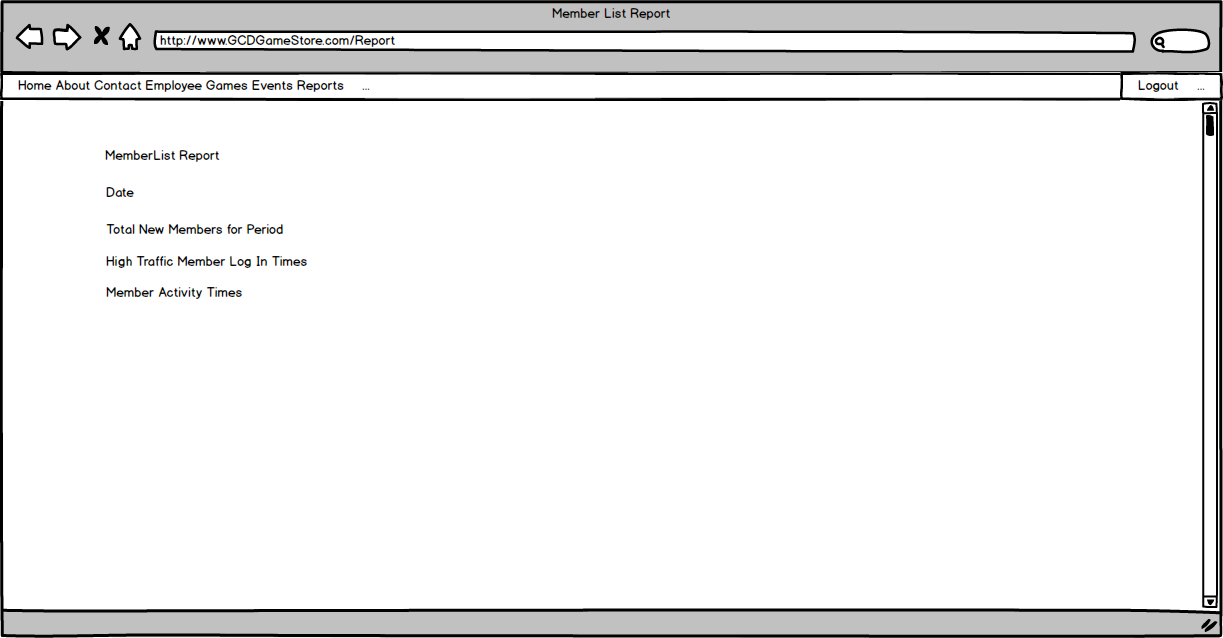 Member List Report
http://www.GCDGameStore.com/Report
Home About Contact Employee Games Events Reports ... Logout ...
MemberList Report
Date
Total New Members for Period
High Traffic Member Log In Times
Member Activity Times